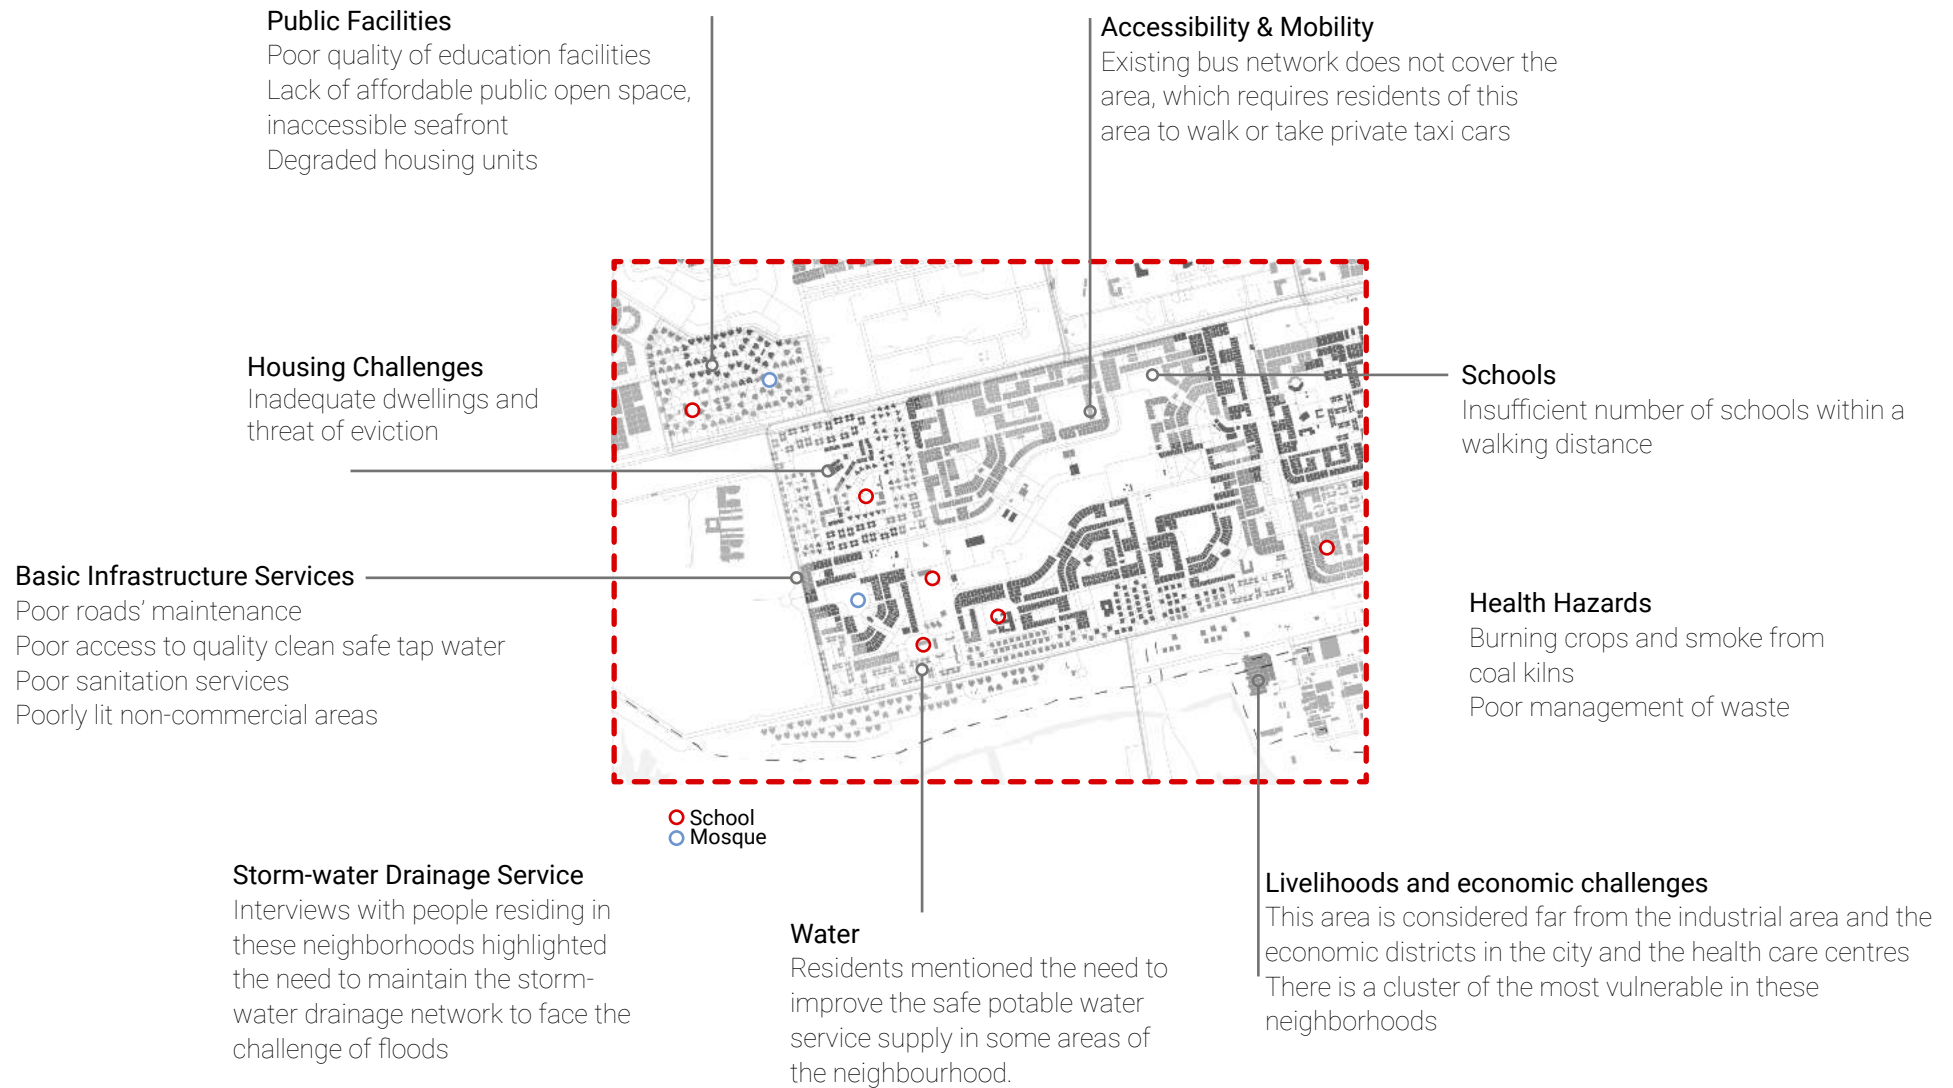 Public Facilities
Poor quality of education facilities
Lack of affordable public open space,
inaccessible seafront
Degraded housing units
Accessibility & Mobility
Existing bus network does not cover the
area, which requires residents of this
area to walk or take private taxi cars
Housing Challenges
Inadequate dwellings and
threat of eviction
Schools
Insufficient number of schools within a
walking distance
Basic Infrastructure Services
Poor roads’ maintenance
Poor access to quality clean safe tap water
Poor sanitation services
Poorly lit non-commercial areas
Health Hazards
Burning crops and smoke from
coal kilns
Poor management of waste
School
Mosque
Storm-water Drainage Service
Interviews with people residing in
these neighborhoods highlighted
the need to maintain the storm-
water drainage network to face the
challenge of floods
Water
Residents mentioned the need to
improve the safe potable water
service supply in some areas of
the neighbourhood.
Livelihoods and economic challenges
This area is considered far from the industrial area and the
economic districts in the city and the health care centres
There is a cluster of the most vulnerable in these
neighborhoods